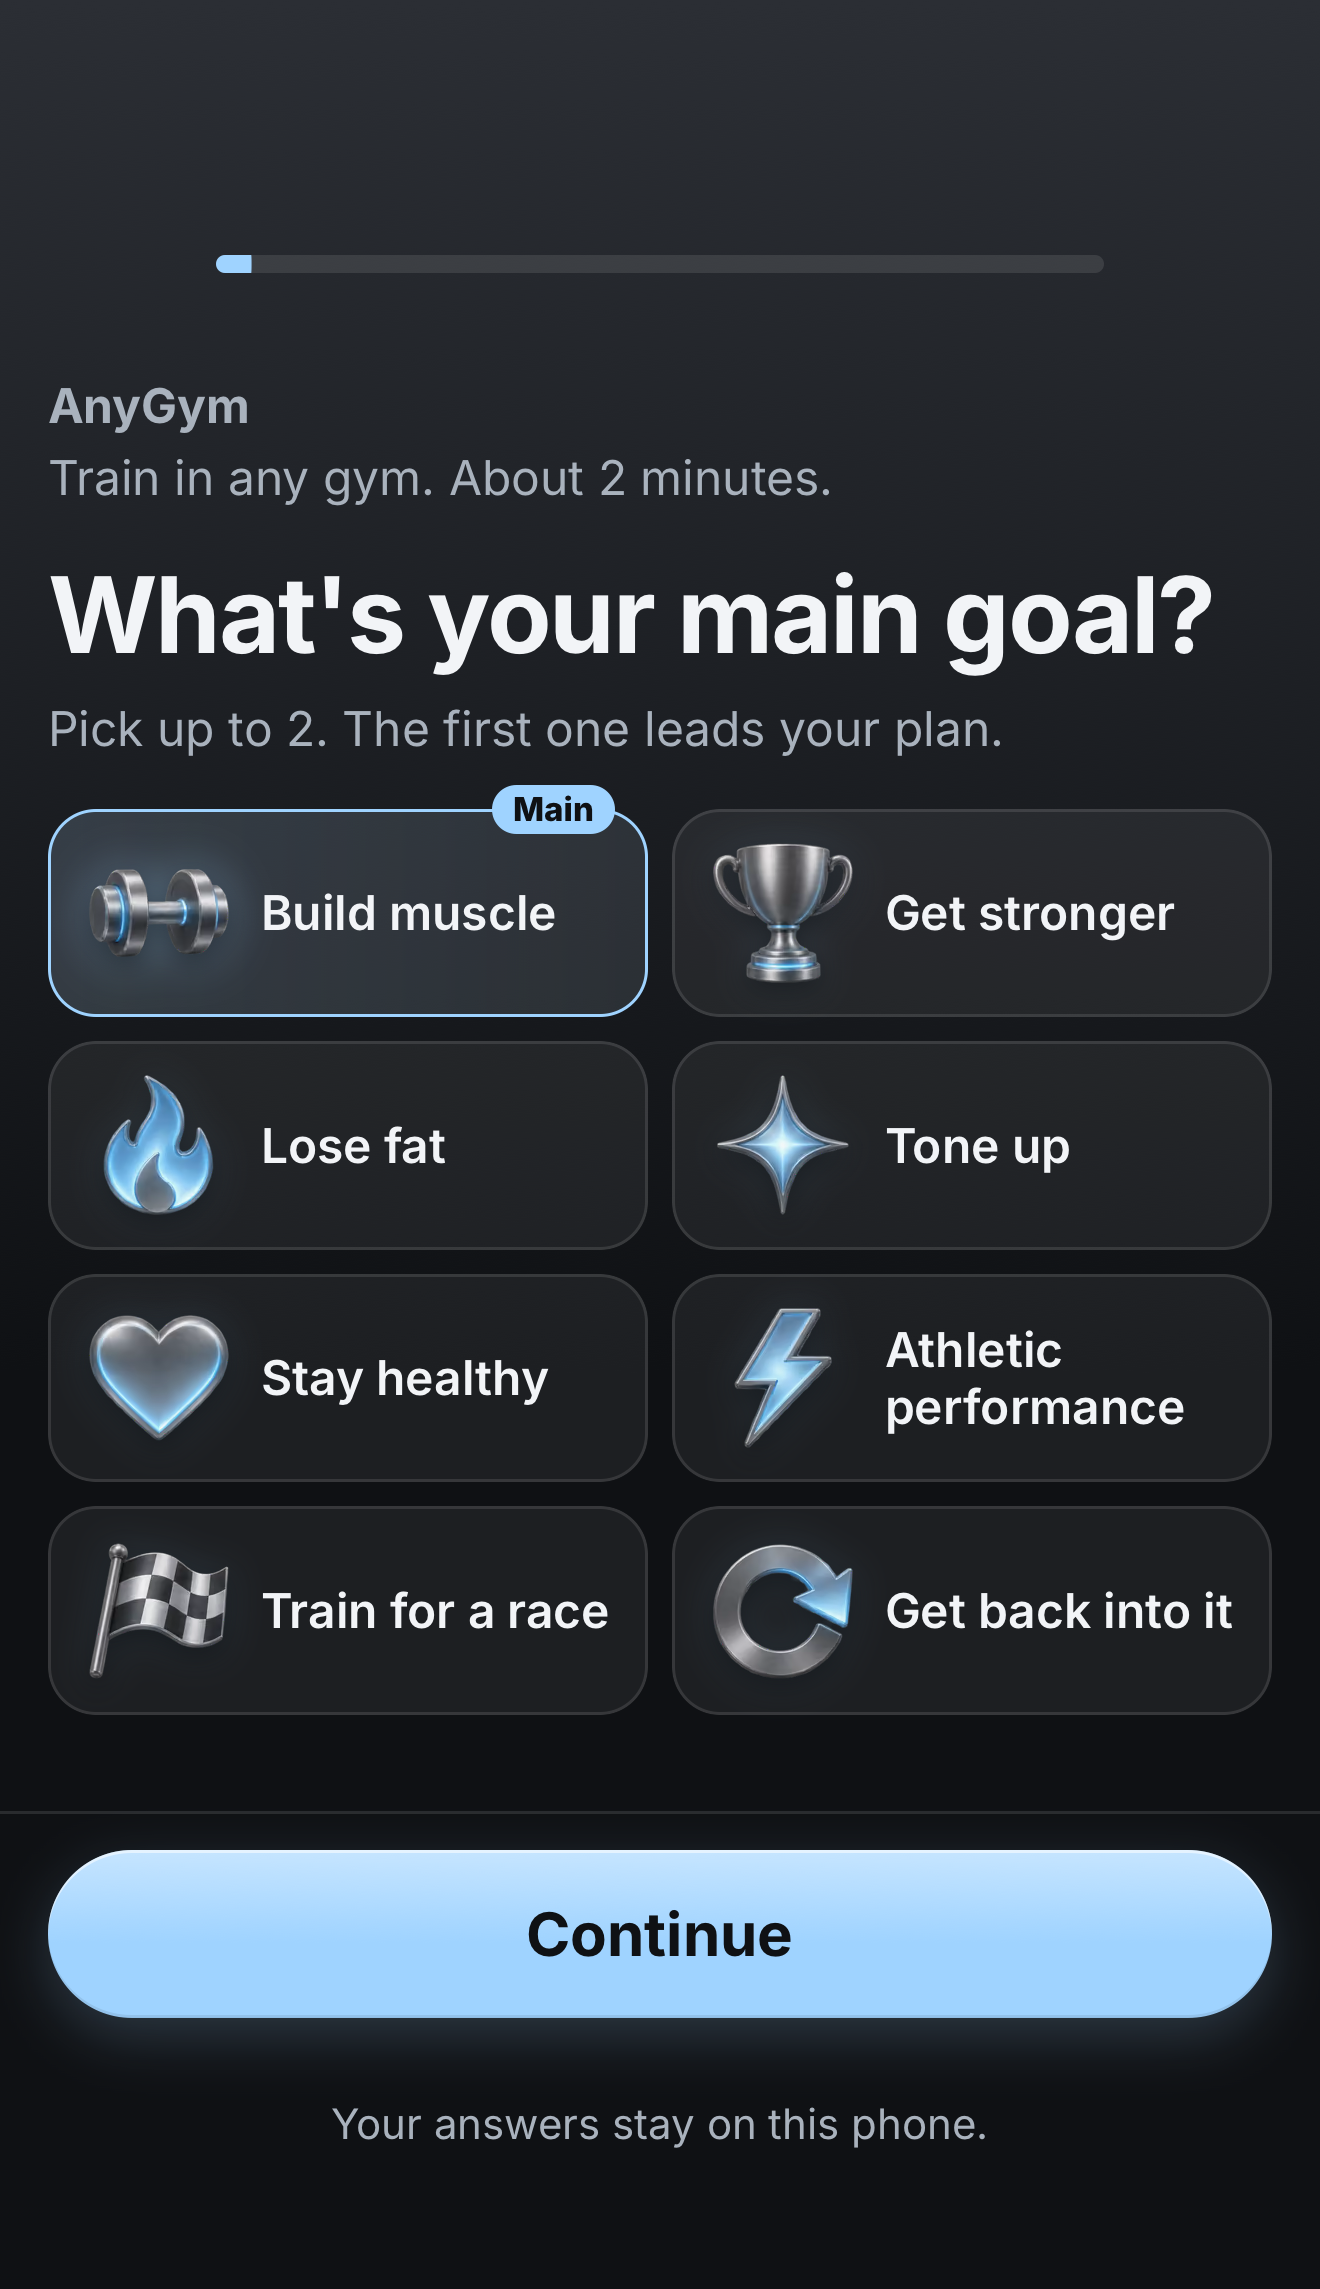 AnyGym
Train in any gym. About 2 minutes.
What's your main goal?
Pick up to 2. The first one leads your plan.
Main
Build muscle
Get stronger
Lose fat
Tone up
Stay healthy
Athletic
performance
Train for a race
Get back into it
Continue
Your answers stay on this phone.